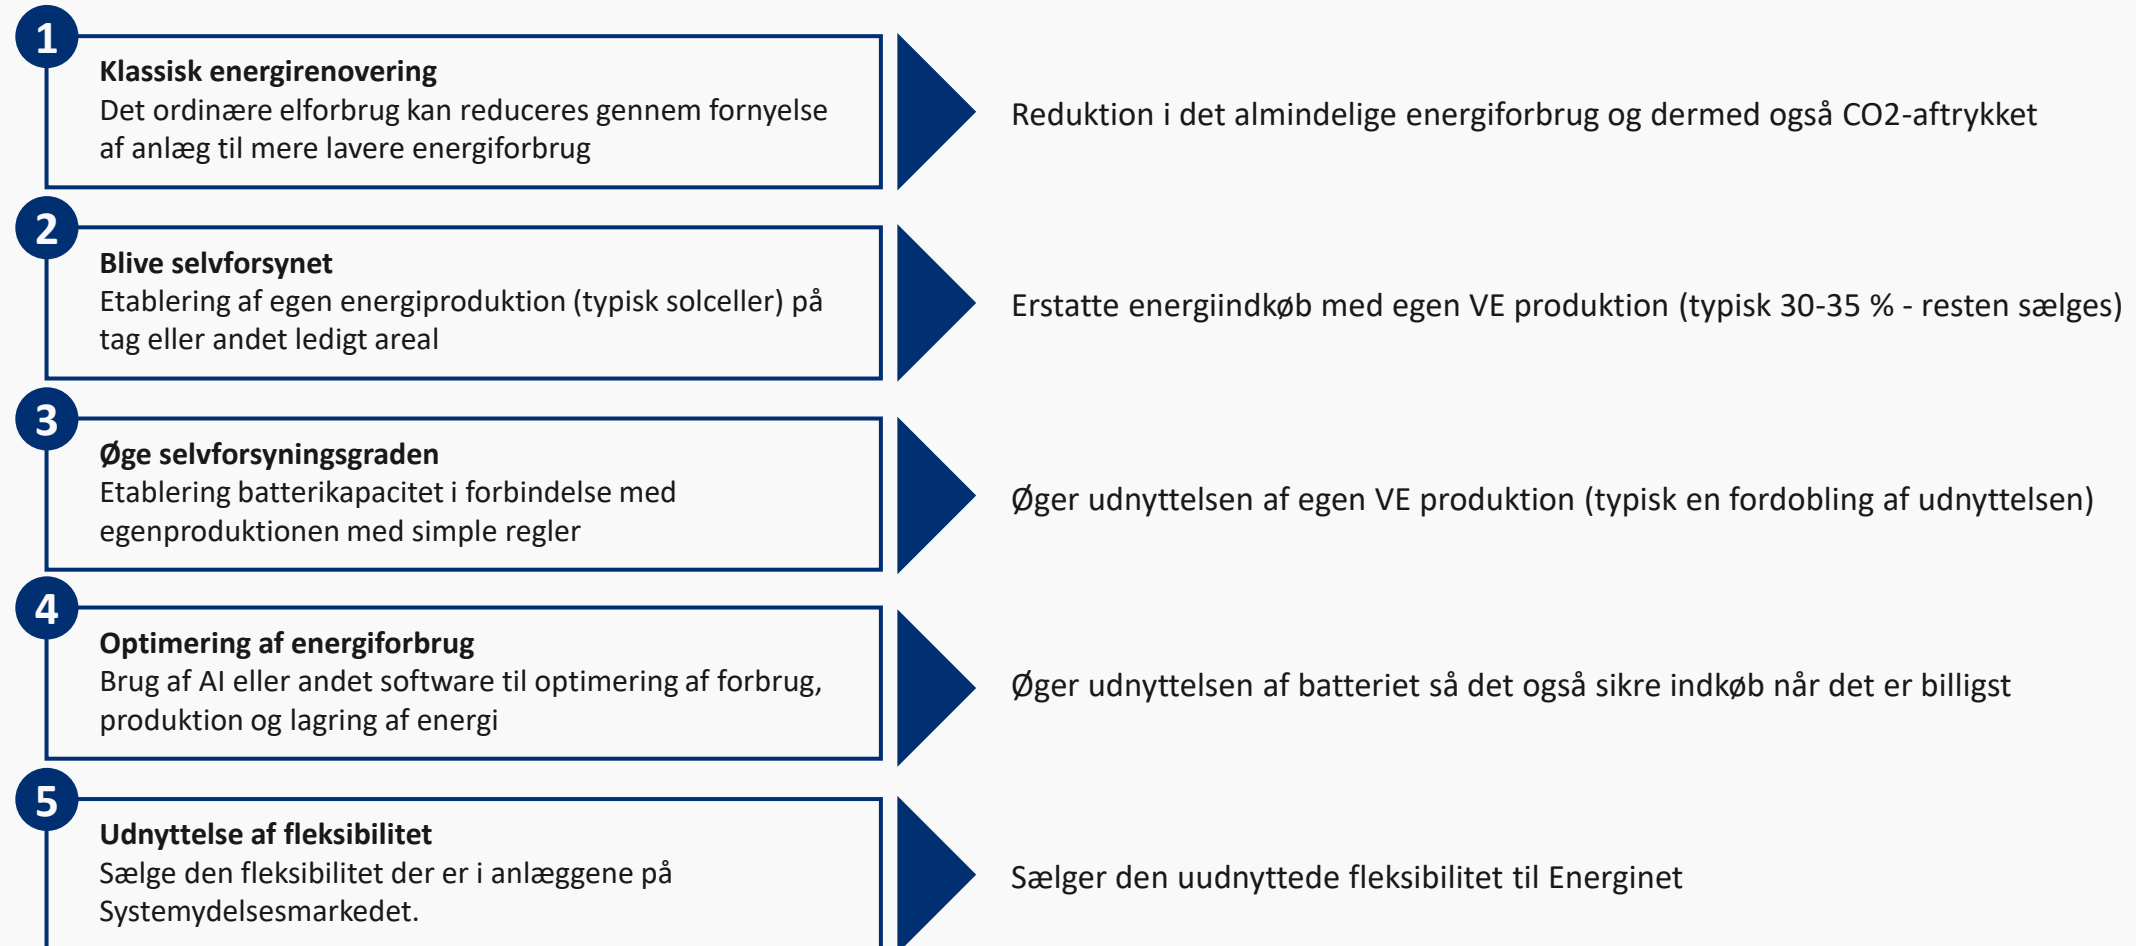 1
Klassisk energirenovering
Det ordinære elforbrug kan reduceres gennem fornyelse
af anlæg til mere lavere energiforbrug
Reduktion i det almindelige energiforbrug og dermed også CO2-aftrykket
2
Blive selvforsynet
Etablering af egen energiproduktion (typisk solceller) på
tag eller andet ledigt areal
Erstatte energiindkøb med egen VE produktion (typisk 30-35 % - resten sælges)
3
Øge selvforsyningsgraden
Etablering batterikapacitet i forbindelse med
egenproduktionen med simple regler
Øger udnyttelsen af egen VE produktion (typisk en fordobling af udnyttelsen)
4
Optimering af energiforbrug
Brug af AI eller andet software til optimering af forbrug,
produktion og lagring af energi
Øger udnyttelsen af batteriet så det også sikre indkøb når det er billigst
5
Udnyttelse af fleksibilitet
Sælge den fleksibilitet der er i anlæggene på
Systemydelsesmarkedet.
Sælger den uudnyttede fleksibilitet til Energinet